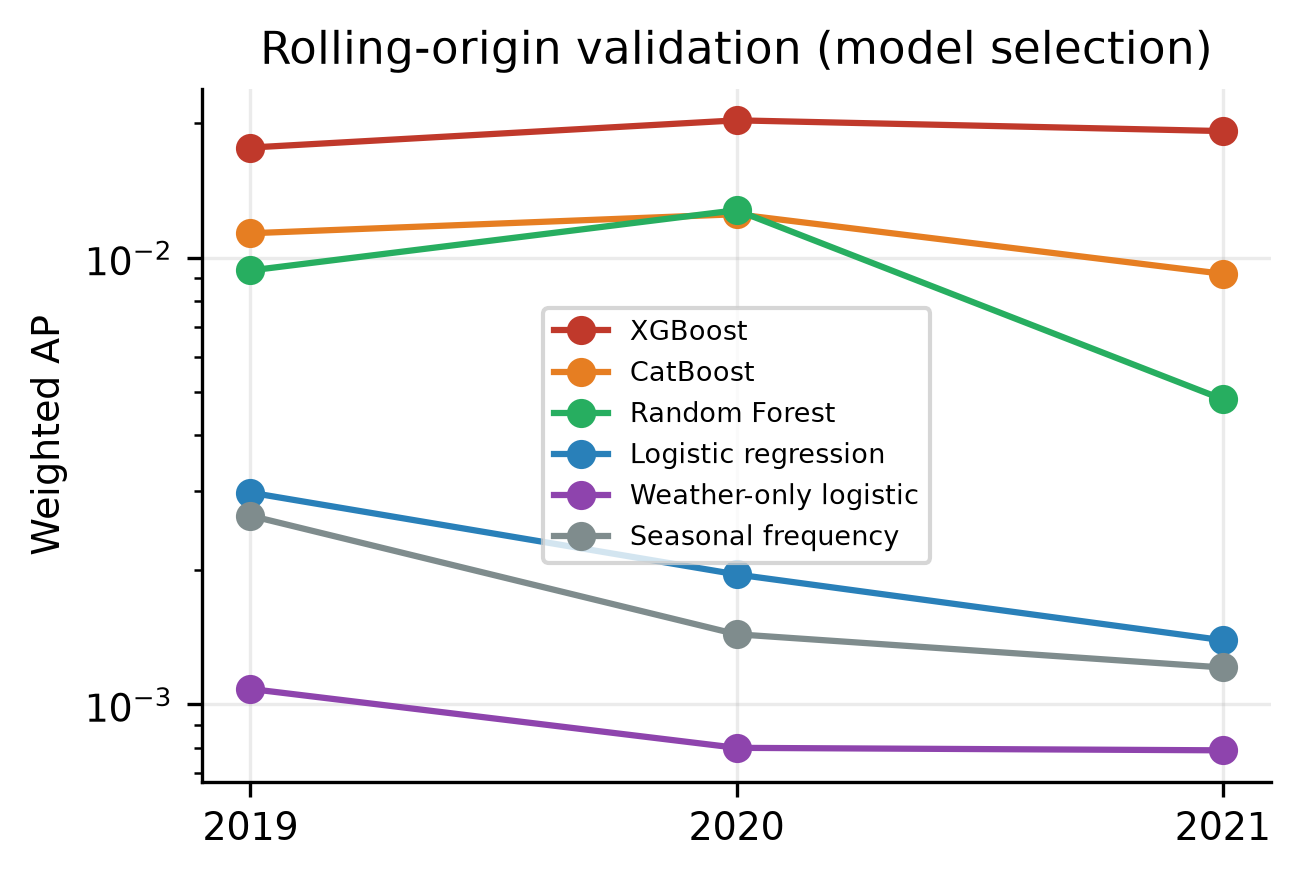 Rolling-origin validation (model selection)
Weighted AP
10⁻²
10⁻³
XGBoost
CatBoost
Random Forest
Logistic regression
Weather-only logistic
Seasonal frequency
2019 2020 2021